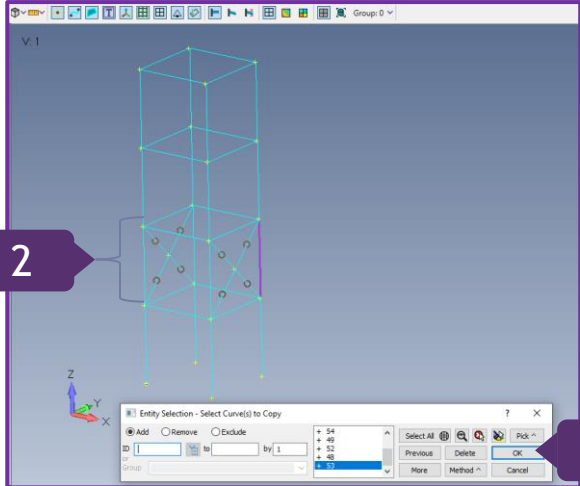 Group: 0
V: 1
2
Z
Y
X
Entity Selection - Select Curve(s) to Copy
? X
Add Remove Exclude
ID to by 1
or
Group
+ 54
+ 49
+ 52
+ 48
+ 53
Select All Pick ^
Previous Delete OK
More Method ^ Cancel